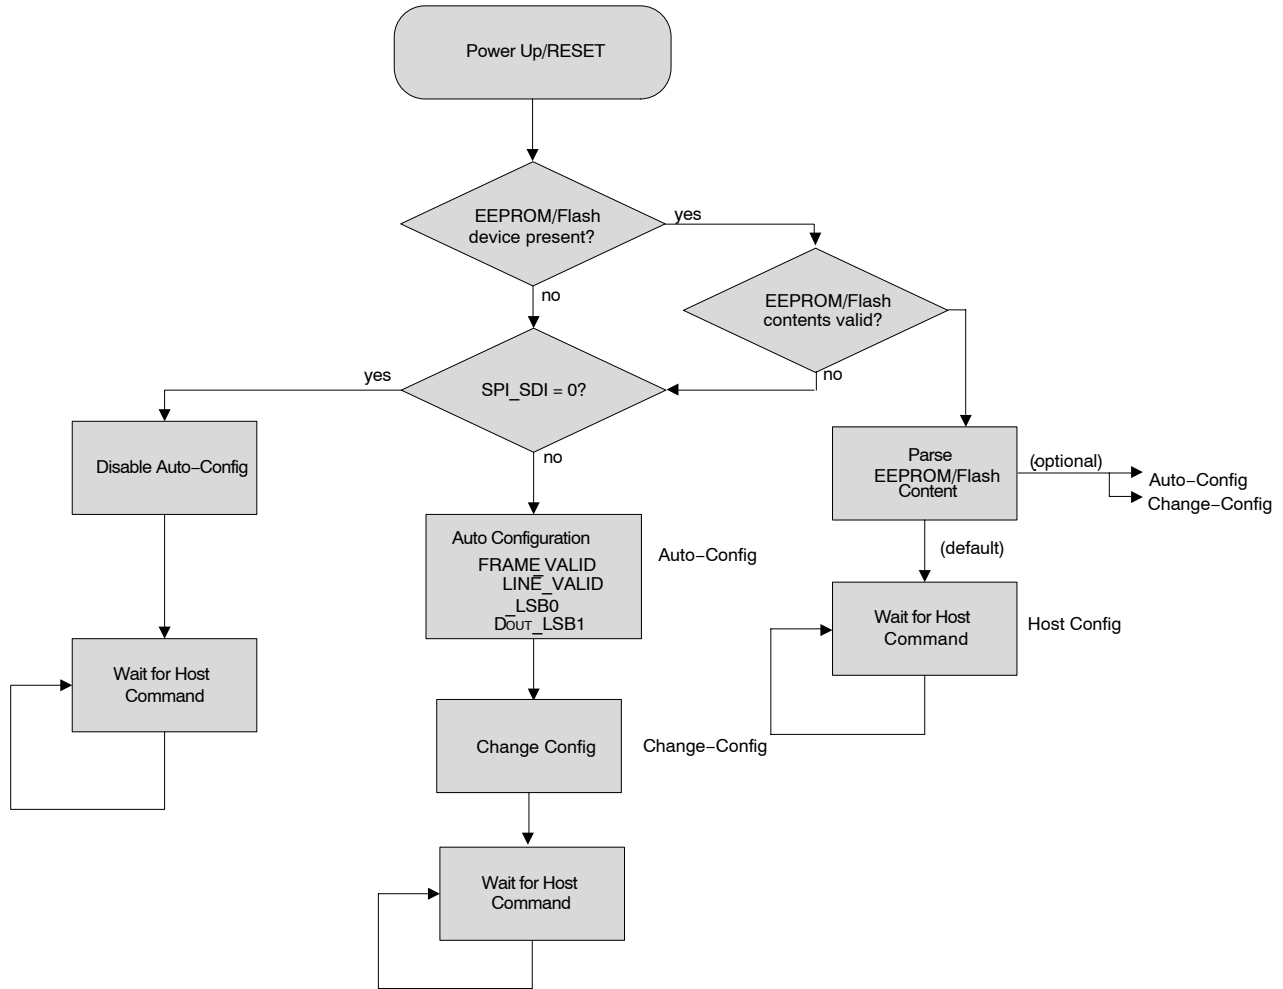 Power Up/RESET
EEPROM/Flash
device present?
yes
no
EEPROM/Flash
contents valid?
no
yes
SPI_SDI = 0?
no
Disable Auto−Config
Wait for Host
Command
Auto Configuration
FRAME_VALID
LINE_VALID
_LSB0
DOUT_LSB1
Auto−Config
Change Config
Change−Config
Wait for Host
Command
Parse
EEPROM/Flash
Content
(optional)
Auto−Config
Change−Config
(default)
Wait for Host
Command
Host Config